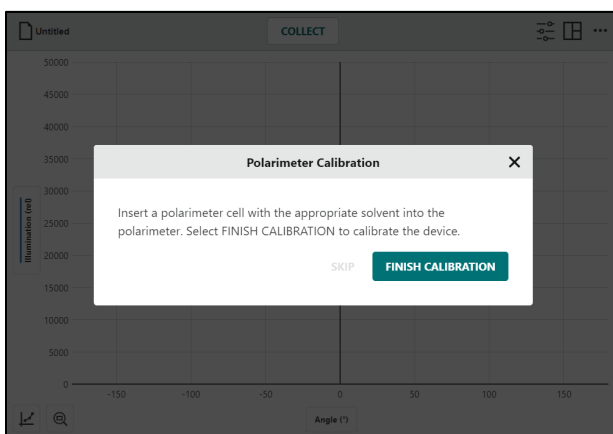 Untitled
COLLECT
50000
45000
40000
35000
30000
25000
20000
15000
10000
5000
0
Illumination (rel)
Polarimeter Calibration
Insert a polarimeter cell with the appropriate solvent into the
polarimeter. Select FINISH CALIBRATION to calibrate the device.
SKIP FINISH CALIBRATION
-150 -100 -50 0 50 100 150
Angle (°)